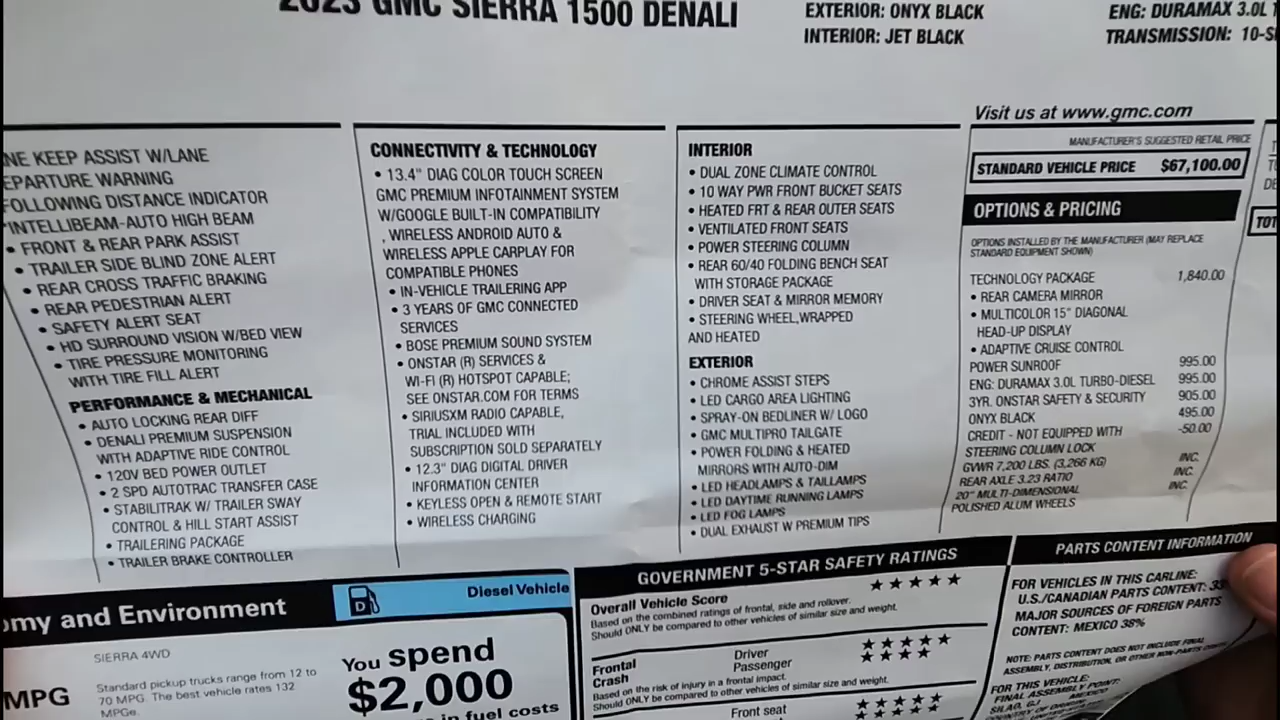 2023 GMC SIERRA 1500 DENALI
EXTERIOR: ONYX BLACK
INTERIOR: JET BLACK
ENG: DURAMAX 3.0L
TRANSMISSION: 10-S
NE KEEP ASSIST W/LANE
EPARTURE WARNING
FOLLOWING DISTANCE INDICATOR
INTELLIBEAM-AUTO HIGH BEAM
• FRONT & REAR PARK ASSIST
• TRAILER SIDE BLIND ZONE ALERT
• REAR CROSS TRAFFIC BRAKING
• REAR PEDESTRIAN ALERT
• SAFETY ALERT SEAT
• HD SURROUND VISION W/BED VIEW
• TIRE PRESSURE MONITORING
WITH TIRE FILL ALERT
PERFORMANCE & MECHANICAL
• AUTO LOCKING REAR DIFF
• DENALI PREMIUM SUSPENSION
WITH ADAPTIVE RIDE CONTROL
• 120V BED POWER OUTLET
• 2 SPD AUTOTRAC TRANSFER CASE
• STABILITRAK W/ TRAILER SWAY
CONTROL & HILL START ASSIST
• TRAILERING PACKAGE
• TRAILER BRAKE CONTROLLER
CONNECTIVITY & TECHNOLOGY
• 13.4" DIAG COLOR TOUCH SCREEN
GMC PREMIUM INFOTAINMENT SYSTEM
W/GOOGLE BUILT-IN COMPATIBILITY
, WIRELESS ANDROID AUTO &
WIRELESS APPLE CARPLAY FOR
COMPATIBLE PHONES
• IN-VEHICLE TRAILERING APP
• 3 YEARS OF GMC CONNECTED
SERVICES
• BOSE PREMIUM SOUND SYSTEM
• ONSTAR (R) SERVICES &
WI-FI (R) HOTSPOT CAPABLE;
SEE ONSTAR.COM FOR TERMS
• SIRIUSXM RADIO CAPABLE,
TRIAL INCLUDED WITH
SUBSCRIPTION SOLD SEPARATELY
• 12.3" DIAG DIGITAL DRIVER
INFORMATION CENTER
• KEYLESS OPEN & REMOTE START
• WIRELESS CHARGING
INTERIOR
• DUAL ZONE CLIMATE CONTROL
• 10 WAY PWR FRONT BUCKET SEATS
• HEATED FRT & REAR OUTER SEATS
• VENTILATED FRONT SEATS
• POWER STEERING COLUMN
• REAR 60/40 FOLDING BENCH SEAT
WITH STORAGE PACKAGE
• DRIVER SEAT & MIRROR MEMORY
• STEERING WHEEL,WRAPPED
AND HEATED
EXTERIOR
• CHROME ASSIST STEPS
• LED CARGO AREA LIGHTING
• SPRAY-ON BEDLINER W/ LOGO
• GMC MULTIPRO TAILGATE
• POWER FOLDING & HEATED
MIRRORS WITH AUTO-DIM
• LED HEADLAMPS & TAILLAMPS
• LED DAYTIME RUNNING LAMPS
• LED FOG LAMPS
• DUAL EXHAUST W PREMIUM TIPS
Visit us at www.gmc.com
MANUFACTURER'S SUGGESTED RETAIL PRICE
STANDARD VEHICLE PRICE $67,100.00
OPTIONS & PRICING
OPTIONS INSTALLED BY THE MANUFACTURER (MAY REPLACE
STANDARD EQUIPMENT SHOWN)
TECHNOLOGY PACKAGE 1,840.00
• REAR CAMERA MIRROR
• MULTICOLOR 15" DIAGONAL
HEAD-UP DISPLAY
• ADAPTIVE CRUISE CONTROL
POWER SUNROOF 995.00
ENG: DURAMAX 3.0L TURBO-DIESEL 995.00
3YR. ONSTAR SAFETY & SECURITY 905.00
ONYX BLACK 495.00
CREDIT - NOT EQUIPPED WITH -50.00
STEERING COLUMN LOCK
GVWR 7,200 LBS. (3,266 KG) INC.
REAR AXLE 3.23 RATIO INC.
20" MULTI-DIMENSIONAL INC.
POLISHED ALUM WHEELS
TOT
omy and Environment
Diesel Vehicle
D
MPG
SIERRA 4WD
Standard pickup trucks range from 12 to
70 MPG. The best vehicle rates 132
MPGe.
You spend
$2,000
in fuel costs
GOVERNMENT 5-STAR SAFETY RATINGS
Overall Vehicle Score ★★★★★
Based on the combined ratings of frontal, side and rollover.
Should ONLY be compared to other vehicles of similar size and weight.
Frontal Driver ★★★★★
Crash Passenger ★★★★
Based on the risk of injury in a frontal impact.
Should ONLY be compared to other vehicles of similar size and weight.
Front seat ★★★★★
PARTS CONTENT INFORMATION
FOR VEHICLES IN THIS CARLINE:
U.S./CANADIAN PARTS CONTENT: 33
MAJOR SOURCES OF FOREIGN PARTS
CONTENT: MEXICO 38%
NOTE: PARTS CONTENT DOES NOT INCLUDE FINAL
ASSEMBLY, DISTRIBUTION, OR OTHER NON-PARTS
FOR THIS VEHICLE:
FINAL ASSEMBLY POINT:
SILAO, GJ MEXICO